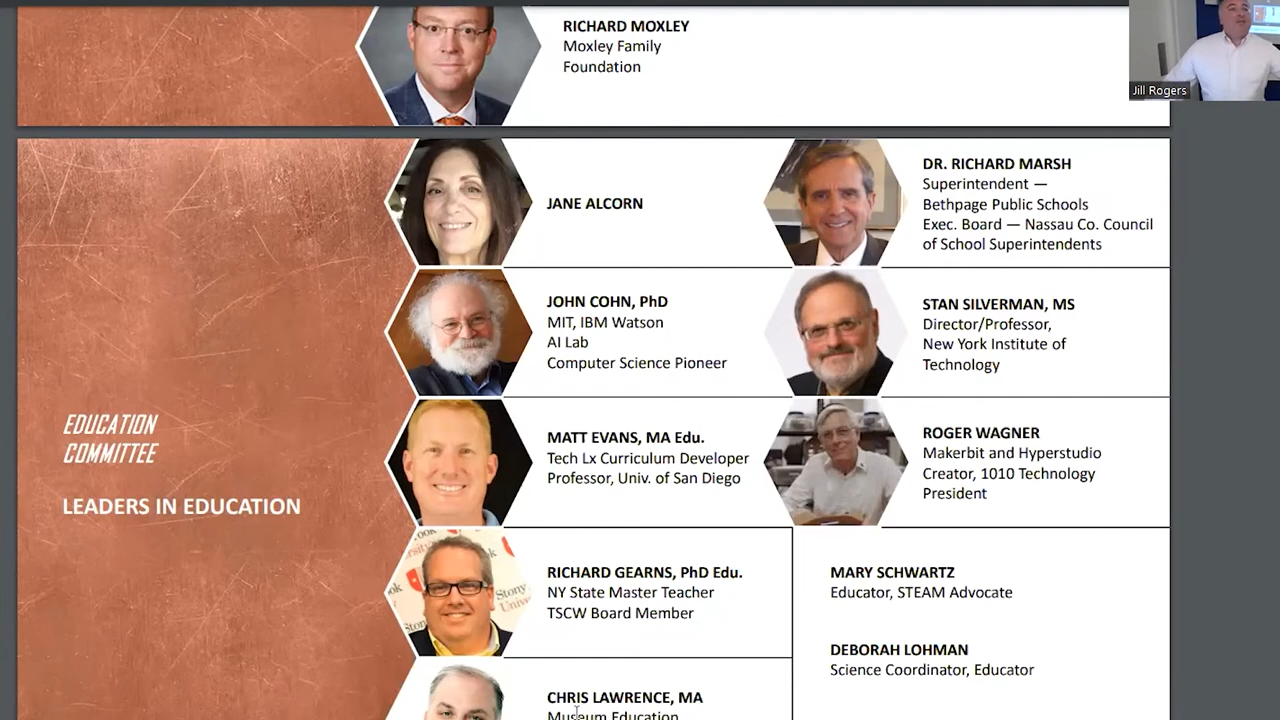 RICHARD MOXLEY
Moxley Family
Foundation
Jill Rogers
EDUCATION
COMMITTEE
LEADERS IN EDUCATION
JANE ALCORN
DR. RICHARD MARSH
Superintendent —
Bethpage Public Schools
Exec. Board — Nassau Co. Council
of School Superintendents
JOHN COHN, PhD
MIT, IBM Watson
AI Lab
Computer Science Pioneer
STAN SILVERMAN, MS
Director/Professor,
New York Institute of
Technology
MATT EVANS, MA Edu.
Tech Lx Curriculum Developer
Professor, Univ. of San Diego
ROGER WAGNER
Makerbit and Hyperstudio
Creator, 1010 Technology
President
Stony
RICHARD GEARNS, PhD Edu.
NY State Master Teacher
TSCW Board Member
MARY SCHWARTZ
Educator, STEAM Advocate
DEBORAH LOHMAN
Science Coordinator, Educator
CHRIS LAWRENCE, MA
Museum Education